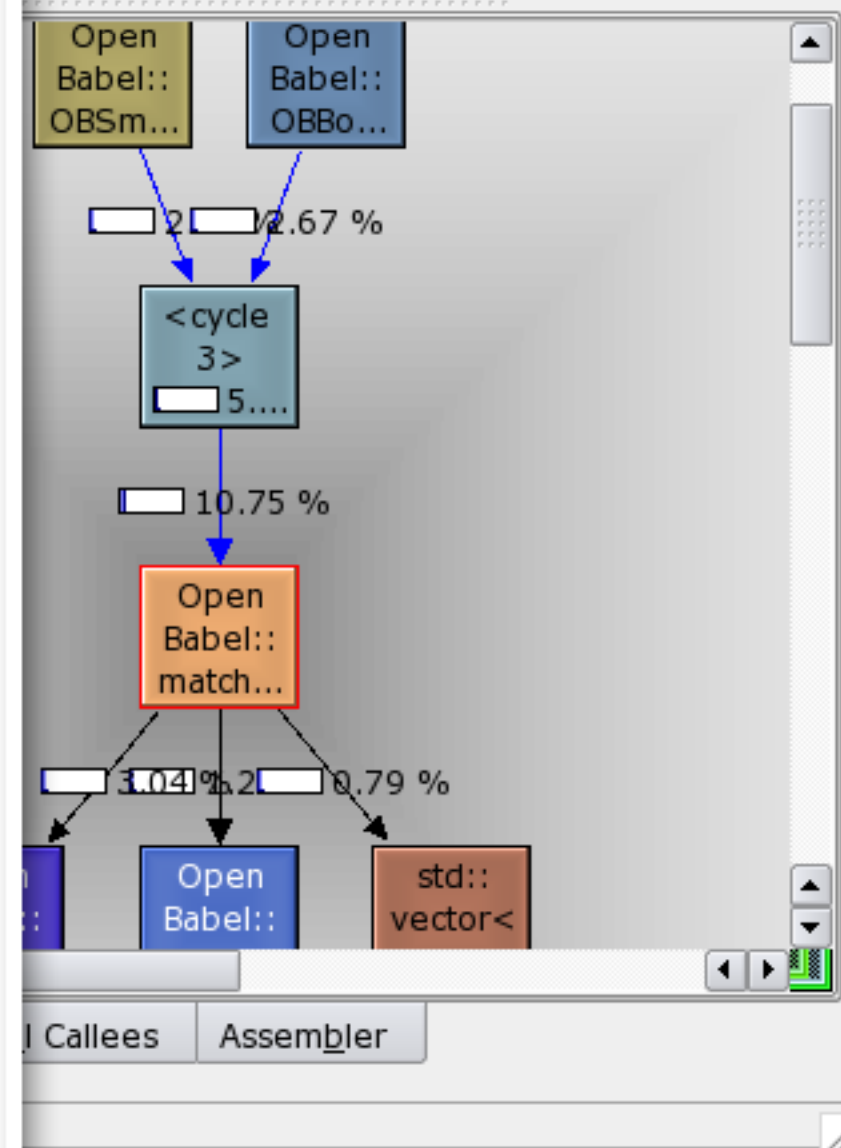 Open
Babel::
OBSm...
Open
Babel::
OBBo...
2.67 %
<cycle
3>
5....
10.75 %
Open
Babel::
match...
3.04 %
0.79 %
Open
Babel::
std::
vector<
Callees
Assembler